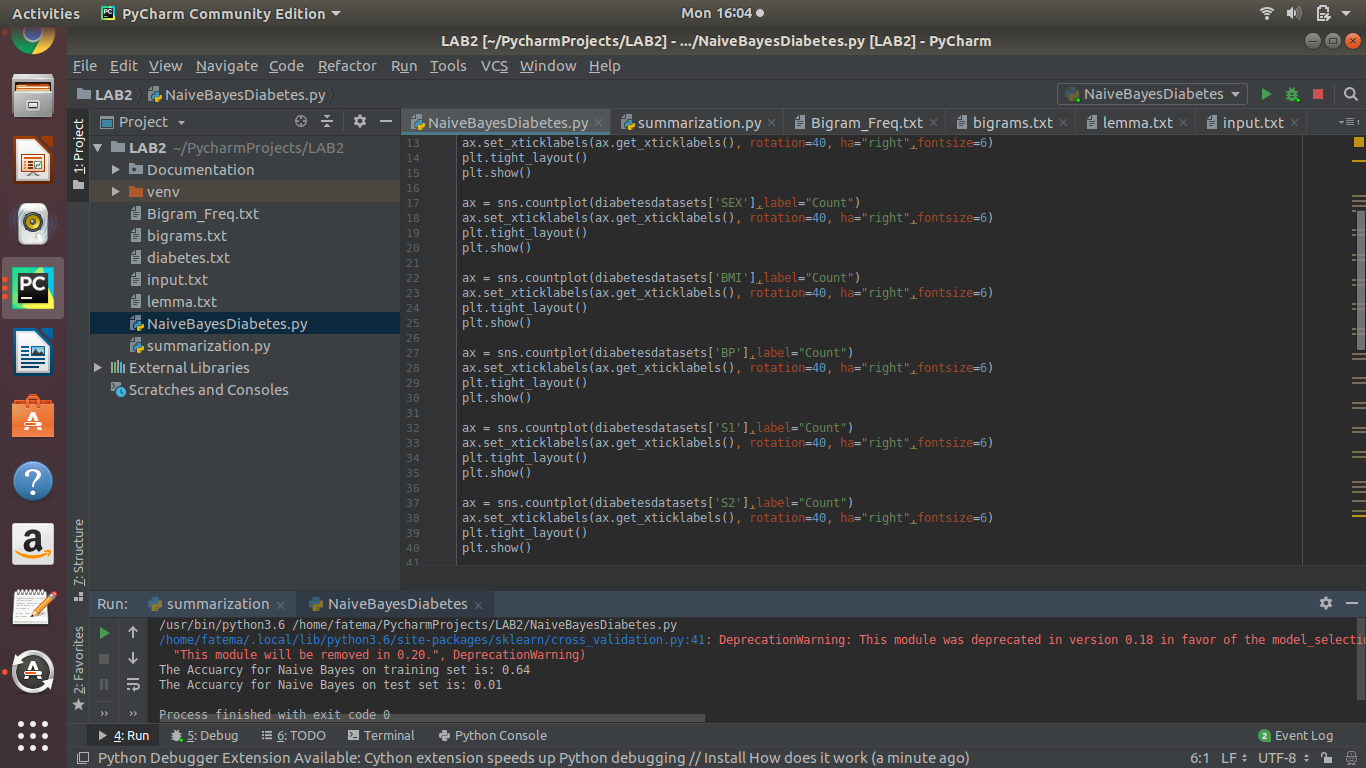 Activities PyCharm Community Edition Mon 16:04
LAB2 [~/PycharmProjects/LAB2] - .../NaiveBayesDiabetes.py [LAB2] - PyCharm
File Edit View Navigate Code Refactor Run Tools VCS Window Help
LAB2 NaiveBayesDiabetes.py NaiveBayesDiabetes
1: Project
Project
LAB2 ~/PycharmProjects/LAB2
Documentation
venv
Bigram_Freq.txt
bigrams.txt
diabetes.txt
input.txt
lemma.txt
NaiveBayesDiabetes.py
summarization.py
External Libraries
Scratches and Consoles
7: Structure
2: Favorites
NaiveBayesDiabetes.py summarization.py Bigram_Freq.txt bigrams.txt lemma.txt input.txt
13 ax.set_xticklabels(ax.get_xticklabels(), rotation=40, ha="right",fontsize=6)
14 plt.tight_layout()
15 plt.show()
16
17 ax = sns.countplot(diabetesdatasets['SEX'],label="Count")
18 ax.set_xticklabels(ax.get_xticklabels(), rotation=40, ha="right",fontsize=6)
19 plt.tight_layout()
20 plt.show()
21
22 ax = sns.countplot(diabetesdatasets['BMI'],label="Count")
23 ax.set_xticklabels(ax.get_xticklabels(), rotation=40, ha="right",fontsize=6)
24 plt.tight_layout()
25 plt.show()
26
27 ax = sns.countplot(diabetesdatasets['BP'],label="Count")
28 ax.set_xticklabels(ax.get_xticklabels(), rotation=40, ha="right",fontsize=6)
29 plt.tight_layout()
30 plt.show()
31
32 ax = sns.countplot(diabetesdatasets['S1'],label="Count")
33 ax.set_xticklabels(ax.get_xticklabels(), rotation=40, ha="right",fontsize=6)
34 plt.tight_layout()
35 plt.show()
36
37 ax = sns.countplot(diabetesdatasets['S2'],label="Count")
38 ax.set_xticklabels(ax.get_xticklabels(), rotation=40, ha="right",fontsize=6)
39 plt.tight_layout()
40 plt.show()
41
Run: summarization NaiveBayesDiabetes
/usr/bin/python3.6 /home/fatema/PycharmProjects/LAB2/NaiveBayesDiabetes.py
/home/fatema/.local/lib/python3.6/site-packages/sklearn/cross_validation.py:41: DeprecationWarning: This module was deprecated in version 0.18 in favor of the model_selectio
"This module will be removed in 0.20.", DeprecationWarning)
The Accuarcy for Naive Bayes on training set is: 0.64
The Accuarcy for Naive Bayes on test set is: 0.01
Process finished with exit code 0
4: Run 5: Debug 6: TODO Terminal Python Console 2 Event Log
Python Debugger Extension Available: Cython extension speeds up Python debugging // Install How does it work (a minute ago) 6:1 LF UTF-8